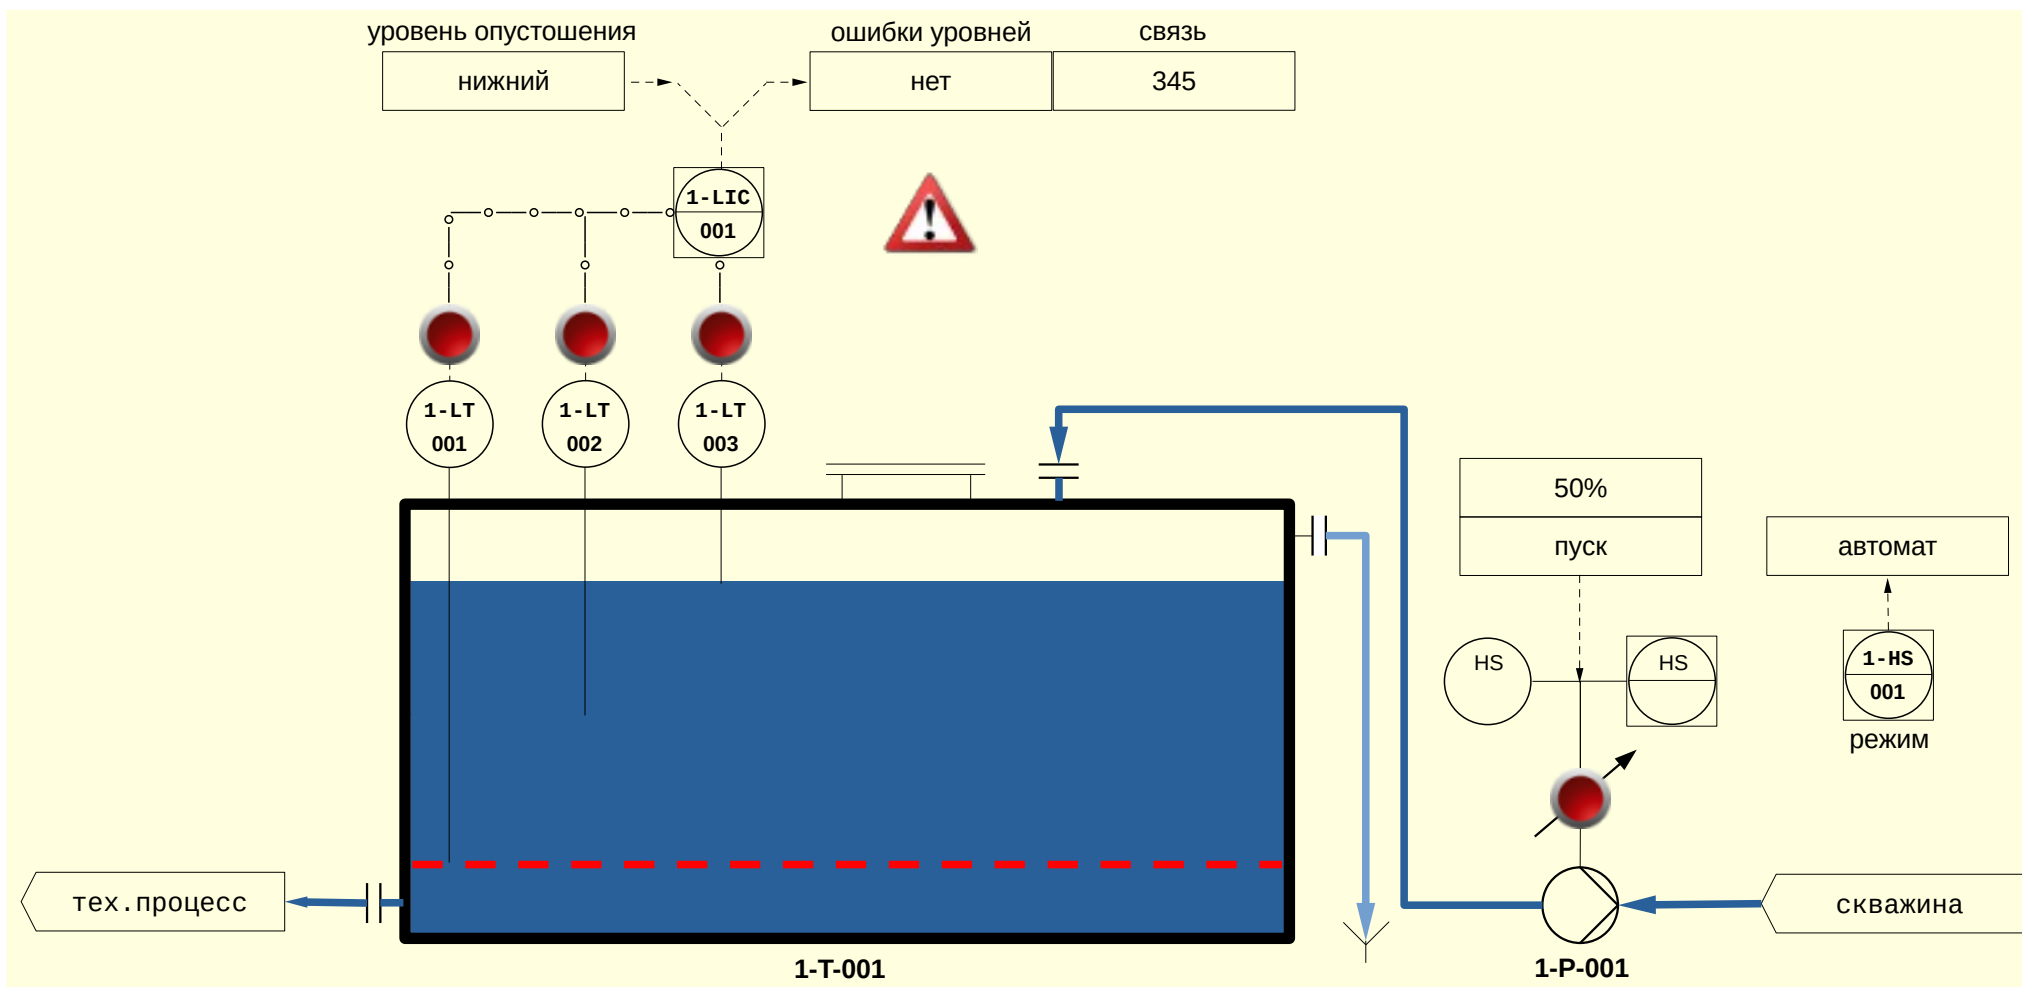 уровень опустошения
ошибки уровней
связь
нижний
нет
345
1-LIC
001
1-LT
001
1-LT
002
1-LT
003
50%
пуск
автомат
HS
HS
1-HS
001
режим
тех.процесс
скважина
1-T-001
1-P-001